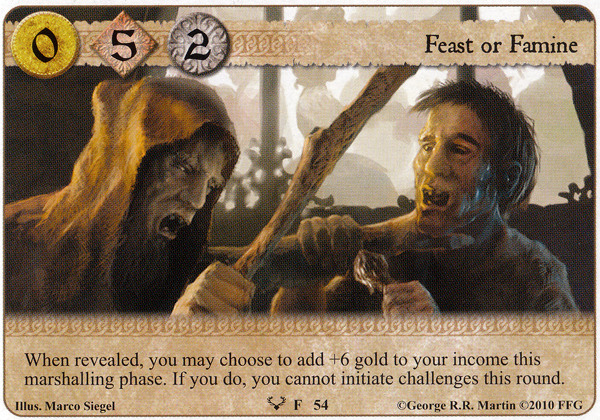 0 5 2 Feast or Famine
When revealed, you may choose to add +6 gold to your income this
marshalling phase. If you do, you cannot initiate challenges this round.
Illus. Marco Siegel F 54 ©George R.R. Martin ©2010 FFG